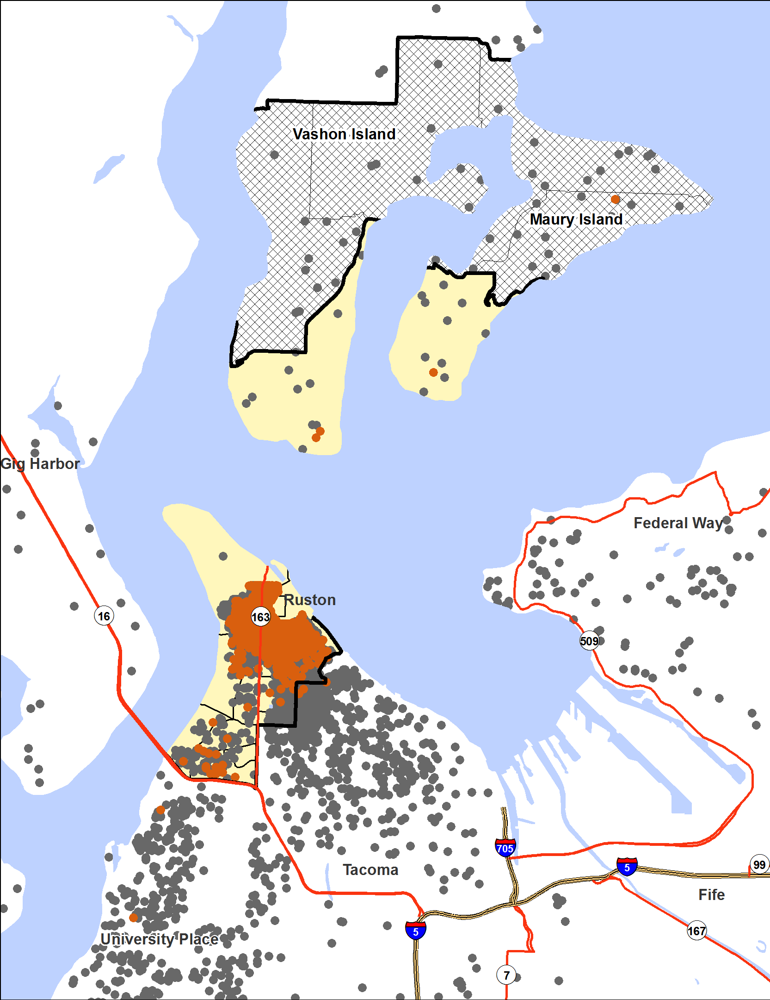 Vashon Island
Maury Island
Gig Harbor
Federal Way
Ruston
16
163
509
705
Tacoma
5
99
Fife
5
167
University Place
7